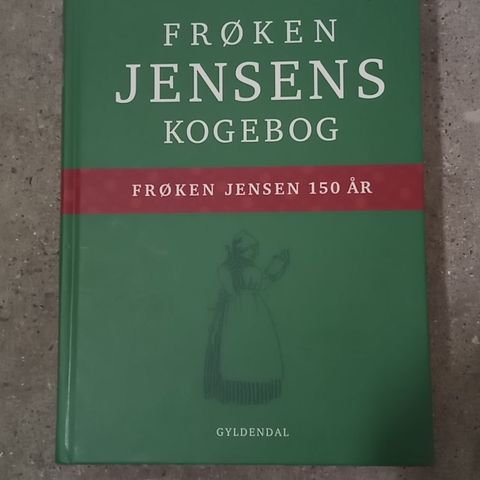 FRØKEN
JENSENS
KOGEBOG
FRØKEN JENSEN 150 ÅR
GYLDENDAL